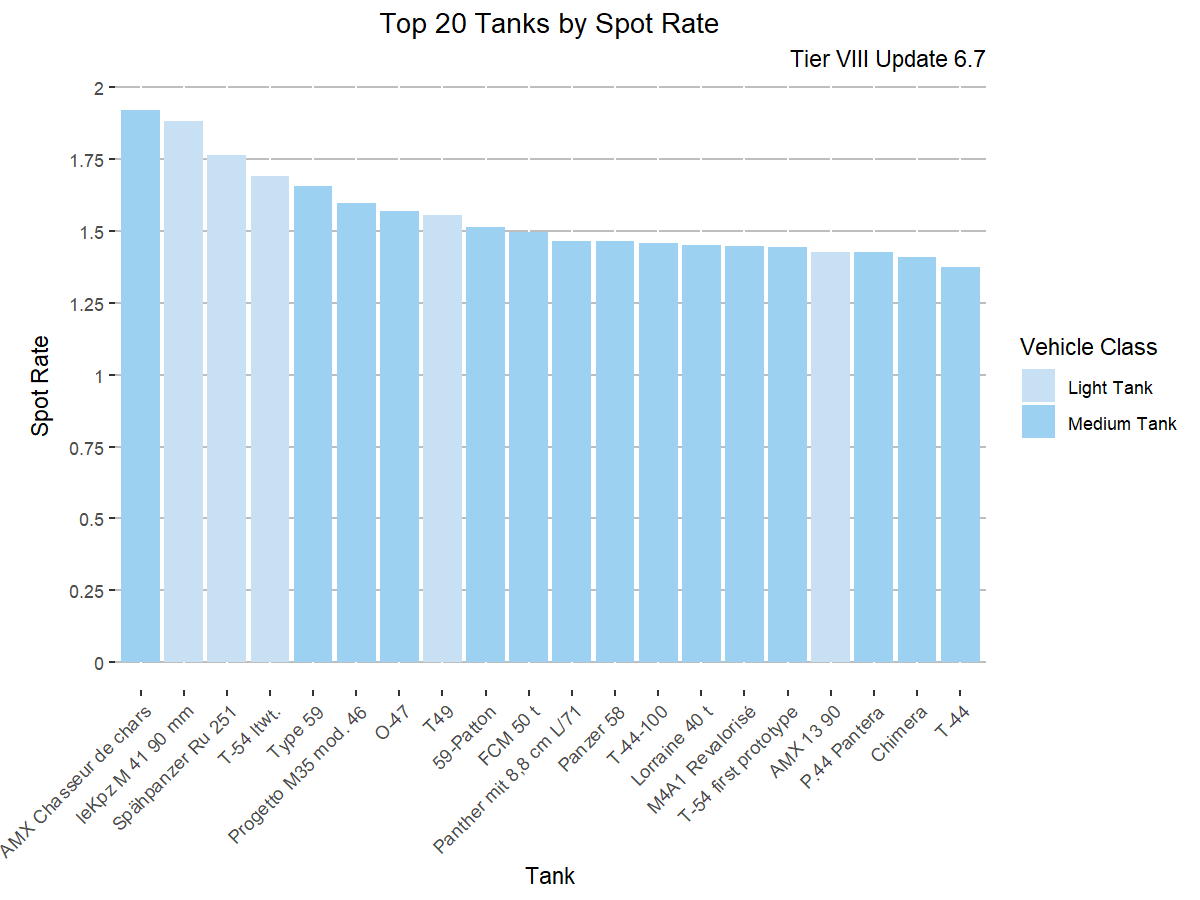 Top 20 Tanks by Spot Rate
Tier VIII Update 6.7
2
1.75
1.5
1.25
1
0.75
0.5
0.25
0
Spot Rate
AMX Chasseur de chars
leKpz M 41 90 mm
Spähpanzer Ru 251
T-54 ltwt.
Type 59
Progetto M35 mod. 46
O-47
T49
59-Patton
FCM 50 t
Panther mit 8,8 cm L/71
Panzer 58
T-44-100
Lorraine 40 t
M4A1 Revalorisé
T-54 first prototype
AMX 13 90
P.44 Pantera
Chimera
T-44
Tank
Vehicle Class
Light Tank
Medium Tank